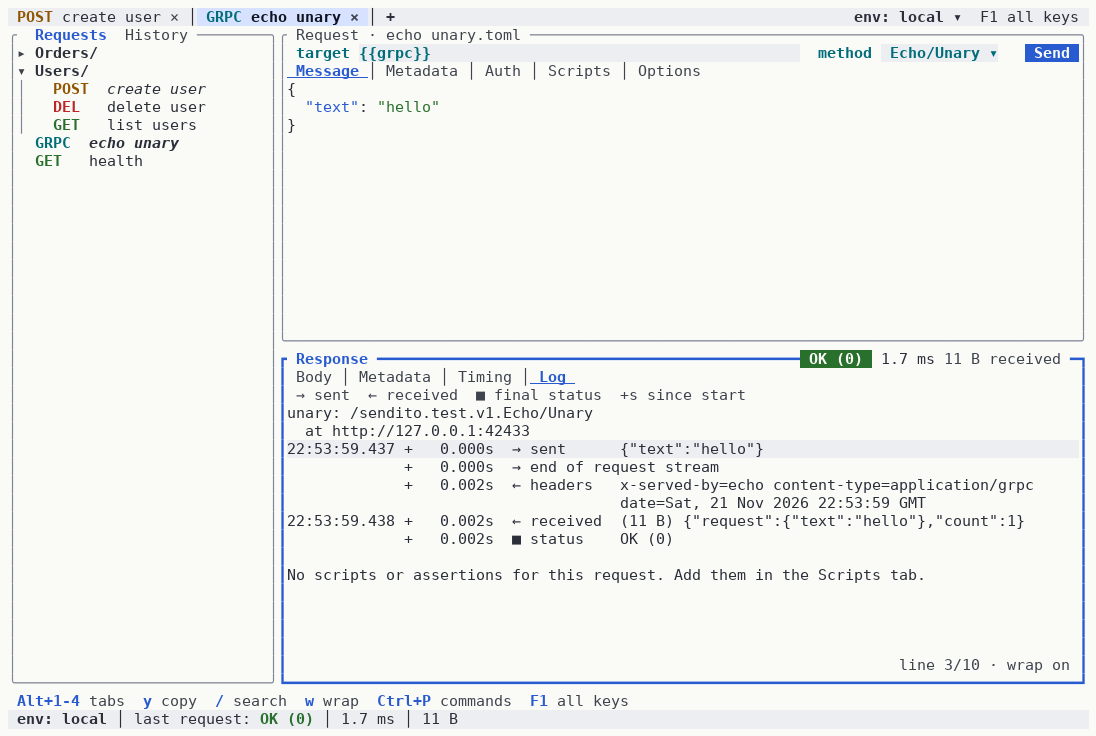 POST create user × │ GRPC echo unary × │ + env: local ▾ F1 all keys
Requests History
▸ Orders/
▾ Users/
POST create user
DEL delete user
GET list users
GRPC echo unary
GET health
Request · echo unary.toml
target {{grpc}} method Echo/Unary ▾ Send
Message │ Metadata │ Auth │ Scripts │ Options
{
"text": "hello"
}
Response OK (0) 1.7 ms 11 B received
Body │ Metadata │ Timing │ Log
→ sent ← received ■ final status +s since start
unary: /sendito.test.v1.Echo/Unary
at http://127.0.0.1:42433
22:53:59.437 + 0.000s → sent {"text":"hello"}
+ 0.000s → end of request stream
+ 0.002s ← headers x-served-by=echo content-type=application/grpc
date=Sat, 21 Nov 2026 22:53:59 GMT
22:53:59.438 + 0.002s ← received (11 B) {"request":{"text":"hello"},"count":1}
+ 0.002s ■ status OK (0)
No scripts or assertions for this request. Add them in the Scripts tab.
line 3/10 · wrap on
Alt+1-4 tabs y copy / search w wrap Ctrl+P commands F1 all keys
env: local │ last request: OK (0) │ 1.7 ms │ 11 B